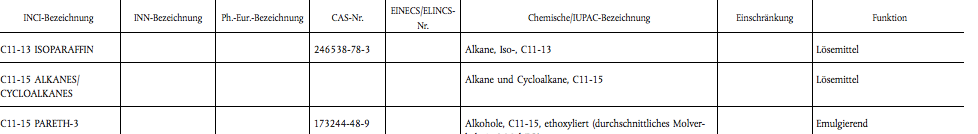 INCI-Bezeichnung INN-Bezeichnung Ph.-Eur.-Bezeichnung CAS-Nr. EINECS/ELINCS-Nr. Chemische/IUPAC-Bezeichnung Einschränkung Funktion
C11-13 ISOPARAFFIN 246538-78-3 Alkane, Iso-, C11-13 Lösemittel
C11-15 ALKANES/ Alkane und Cycloalkane, C11-15 Lösemittel
CYCLOALKANES
C11-15 PARETH-3 173244-48-9 Alkohole, C11-15, ethoxyliert (durchschnittliches Molver- Emulgierend